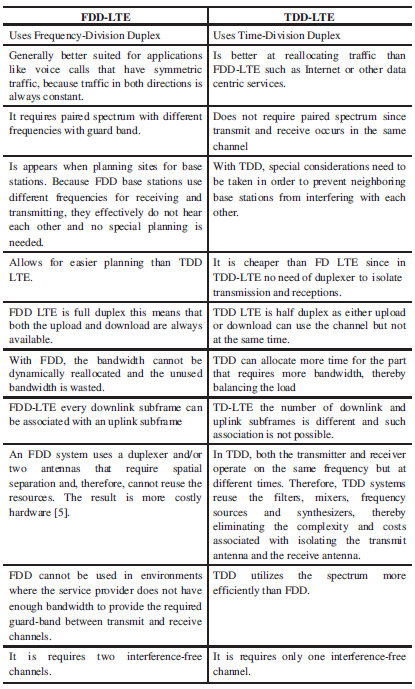 FDD-LTE
TDD-LTE
Uses Frequency-Division Duplex
Uses Time-Division Duplex
Generally better suited for applications
like voice calls that have symmetric
traffic, because traffic in both directions is
always constant.
Is better at reallocating traffic than
FDD-LTE such as Internet or other data
centric services.
It requires paired spectrum with different
frequencies with guard band.
Does not require paired spectrum since
transmit and receive occurs in the same
channel
Is appears when planning sites for base
stations. Because FDD base stations use
different frequencies for receiving and
transmitting, they effectively do not hear
each other and no special planning is
needed.
With TDD, special considerations need to
be taken in order to prevent neighboring
base stations from interfering with each
other.
Allows for easier planning than TDD
LTE.
It is cheaper than FD LTE since in
TDD-LTE no need of duplexer to isolate
transmission and receptions.
FDD LTE is full duplex this means that
both the upload and download are always
available.
TDD LTE is half duplex as either upload
or download can use the channel but not
at the same time.
With FDD, the bandwidth cannot be
dynamically reallocated and the unused
bandwidth is wasted.
TDD can allocate more time for the part
that requires more bandwidth, thereby
balancing the load
FDD-LTE every downlink subframe can
be associated with an uplink subframe
TD-LTE the number of downlink and
uplink subframes is different and such
association is not possible.
An FDD system uses a duplexer and/or
two antennas that require spatial
separation and, therefore, cannot reuse the
resources. The result is more costly
hardware [5].
In TDD, both the transmitter and receiver
operate on the same frequency but at
different times. Therefore, TDD systems
reuse the filters, mixers, frequency
sources and synthesizers, thereby
eliminating the complexity and costs
associated with isolating the transmit
antenna and the receive antenna.
FDD cannot be used in environments
where the service provider does not have
enough bandwidth to provide the required
guard-band between transmit and receive
channels.
TDD utilizes the spectrum more
efficiently than FDD.
It is requires two interference-free
channels.
It is requires only one interference-free
channel.